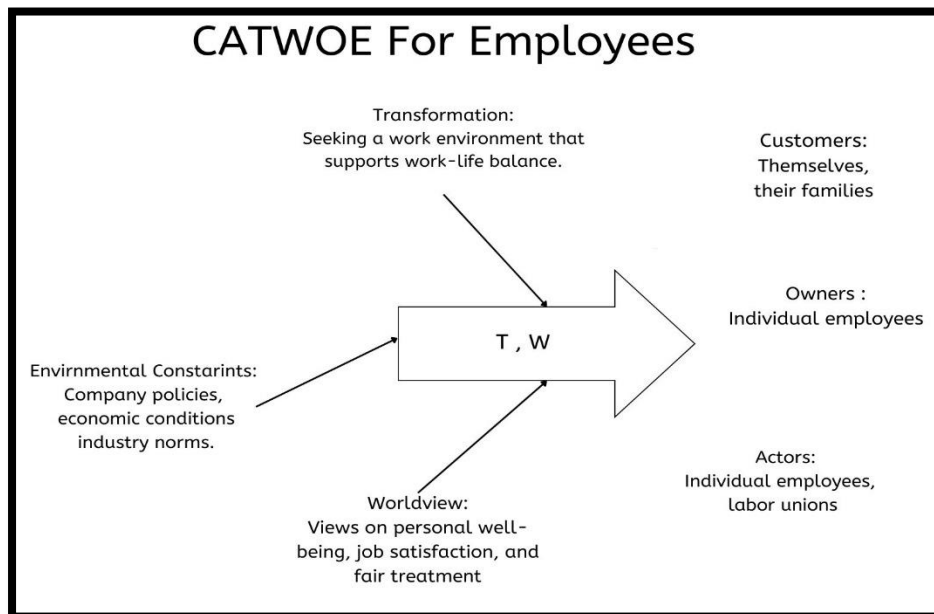 CATWOE For Employees
Transformation:
Seeking a work environment that
supports work-life balance.
Customers:
Themselves,
their families
Owners :
Individual employees
T , W
Envirnmental Constarints:
Company policies,
economic conditions
industry norms.
Actors:
Individual employees,
labor unions
Worldview:
Views on personal well-
being, job satisfaction, and
fair treatment